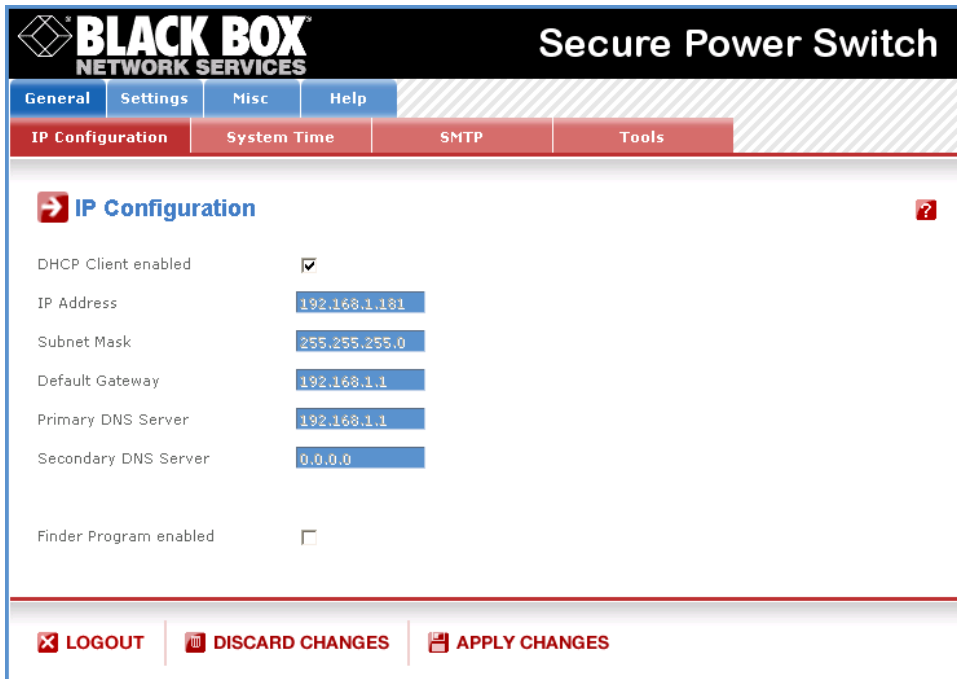 BLACK BOX®
NETWORK SERVICES
Secure Power Switch
General Settings Misc Help
IP Configuration System Time SMTP Tools
IP Configuration ?
DHCP Client enabled
IP Address 192.168.1.181
Subnet Mask 255.255.255.0
Default Gateway 192.168.1.1
Primary DNS Server 192.168.1.1
Secondary DNS Server 0.0.0.0
Finder Program enabled
LOGOUT DISCARD CHANGES APPLY CHANGES